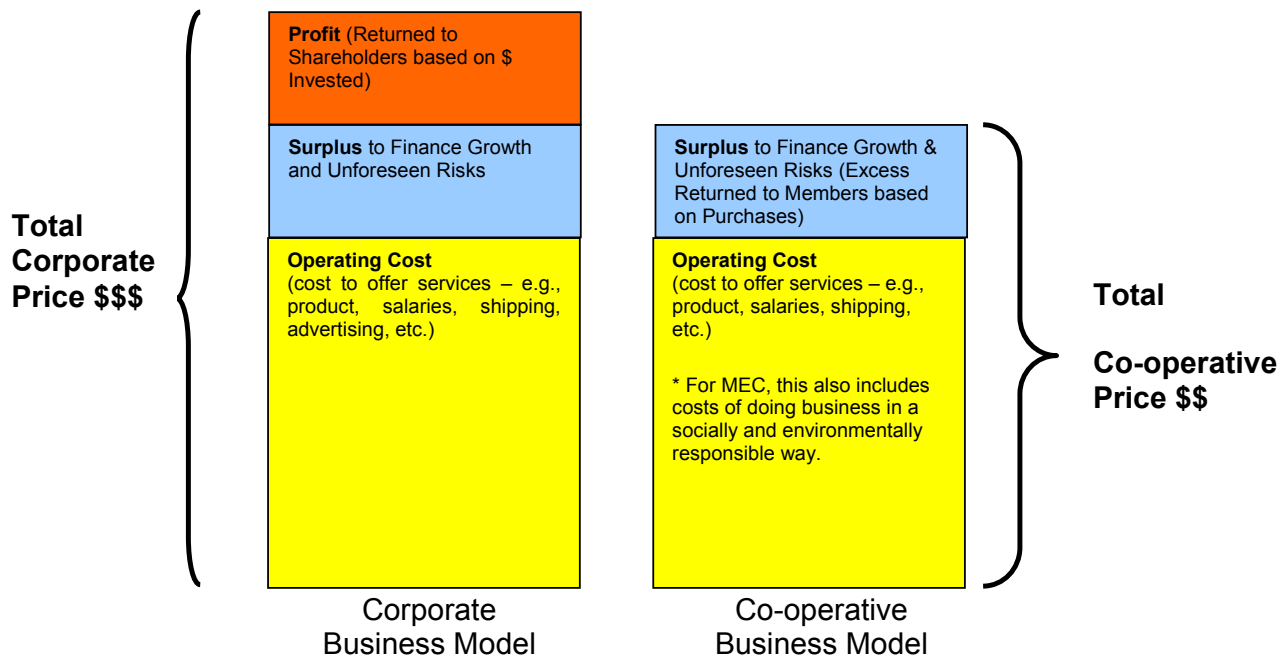 Profit (Returned to
Shareholders based on $
Invested)
Surplus to Finance Growth
and Unforeseen Risks
Operating Cost
(cost to offer services – e.g.,
product, salaries, shipping,
advertising, etc.)
Total
Corporate
Price $$$
Corporate
Business Model
Surplus to Finance Growth &
Unforeseen Risks (Excess
Returned to Members based
on Purchases)
Operating Cost
(cost to offer services – e.g.,
product, salaries, shipping,
etc.)
* For MEC, this also includes
costs of doing business in a
socially and environmentally
responsible way.
Total
Co-operative
Price $$
Co-operative
Business Model